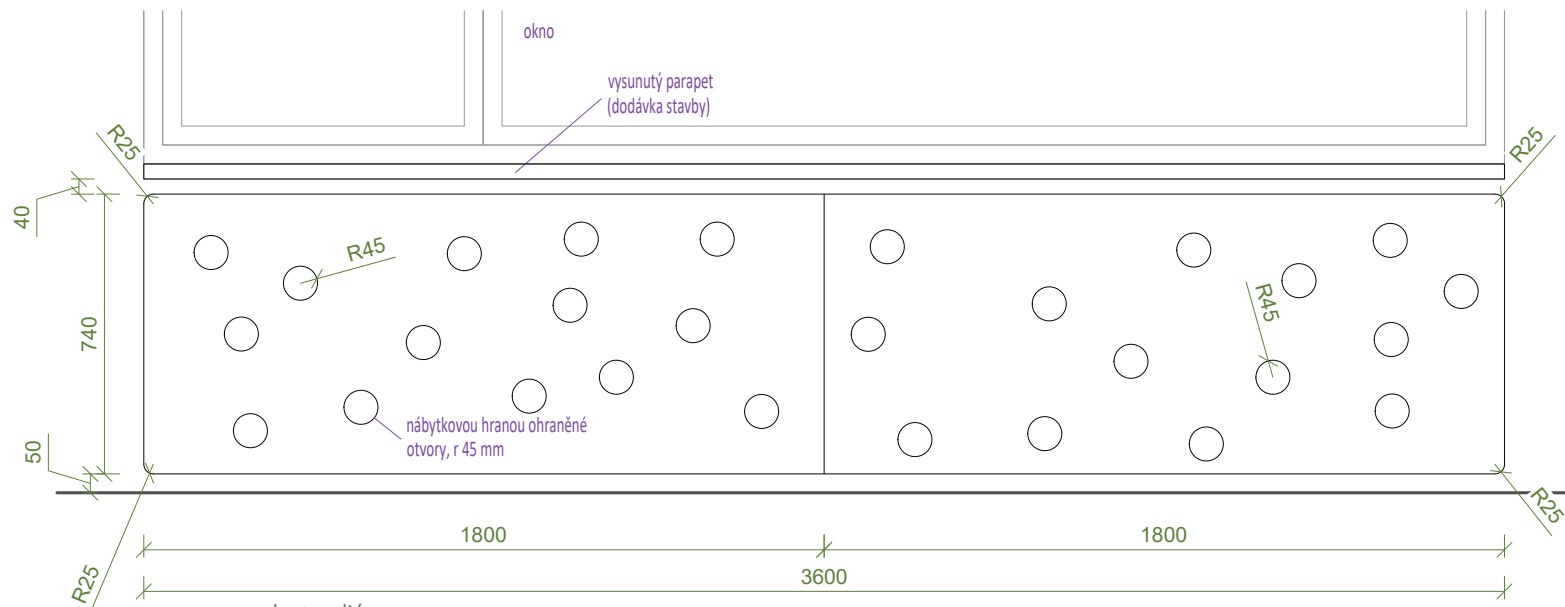 okno
vysunutý parapet
(dodávka stavby)
R25
R25
40
R45
740
R45
nábytkovou hranou ohraněné
otvory, r 45 mm
50
R25
R25
1800
1800
3600